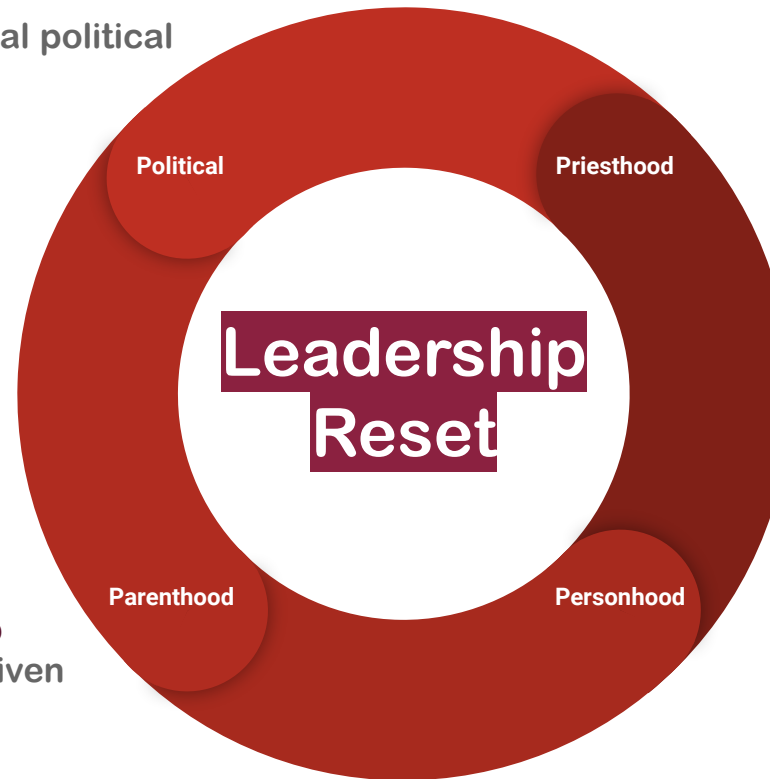 al political
Political
Priesthood
Leadership
Reset
Parenthood
Personhood
iven